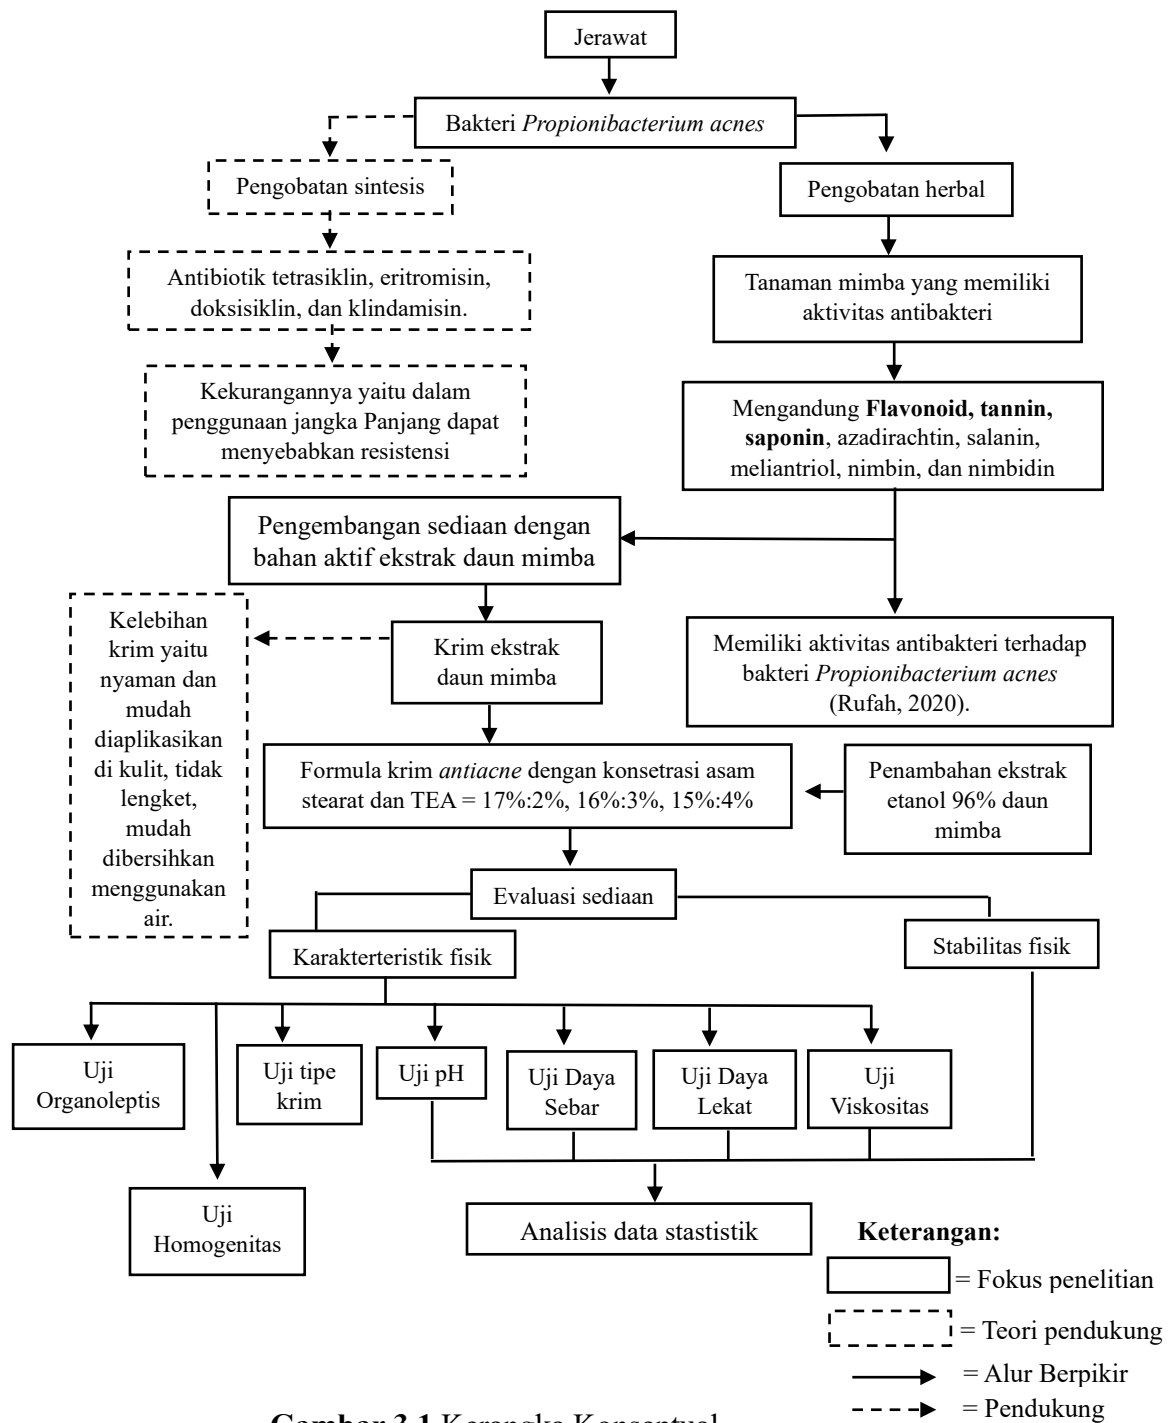 Jerawat
Bakteri Propionibacterium acnes
Pengobatan sintesis
Pengobatan herbal
Antibiotik tetrasiklin, eritromisin,
doksisiklin, dan klindamisin.
Tanaman mimba yang memiliki
aktivitas antibakteri
Kekurangannya yaitu dalam
penggunaan jangka Panjang dapat
menyebabkan resistensi
Mengandung Flavonoid, tannin,
saponin, azadirachtin, salanin,
meliantriol, nimbin, dan nimbidin
Pengembangan sediaan dengan
bahan aktif ekstrak daun mimba
Kelebihan
krim yaitu
nyaman dan
mudah
diaplikasikan
di kulit, tidak
lengket,
mudah
dibersihkan
menggunakan
air.
Krim ekstrak
daun mimba
Memiliki aktivitas antibakteri terhadap
bakteri Propionibacterium acnes
(Rufah, 2020).
Formula krim antiacne dengan konsetrasi asam
stearat dan TEA = 17%:2%, 16%:3%, 15%:4%
Penambahan ekstrak
etanol 96% daun
mimba
Evaluasi sediaan
Karakterteristik fisik
Stabilitas fisik
Uji
Organoleptis
Uji tipe
krim
Uji pH
Uji Daya
Sebar
Uji Daya
Lekat
Uji
Viskositas
Uji
Homogenitas
Analisis data stastistik
Keterangan:
= Fokus penelitian
= Teori pendukung
= Alur Berpikir
= Pendukung
Gambar 3.1 Kerangka Konseptual